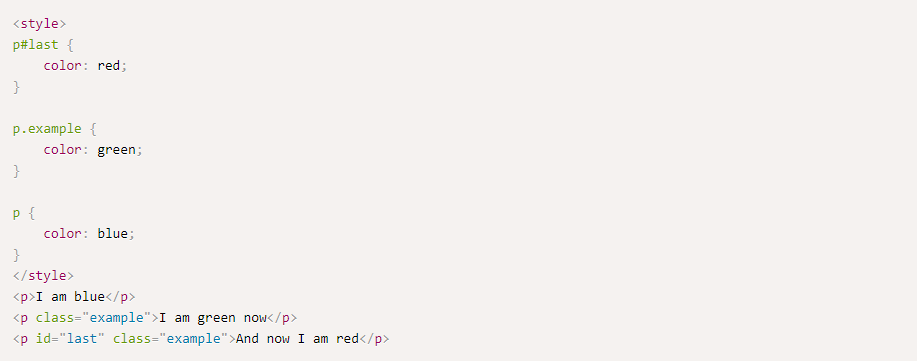 <style>
p#last {
    color: red;
}

p.example {
    color: green;
}

p {
    color: blue;
}
</style>
<p>I am blue</p>
<p class="example">I am green now</p>
<p id="last" class="example">And now I am red</p>